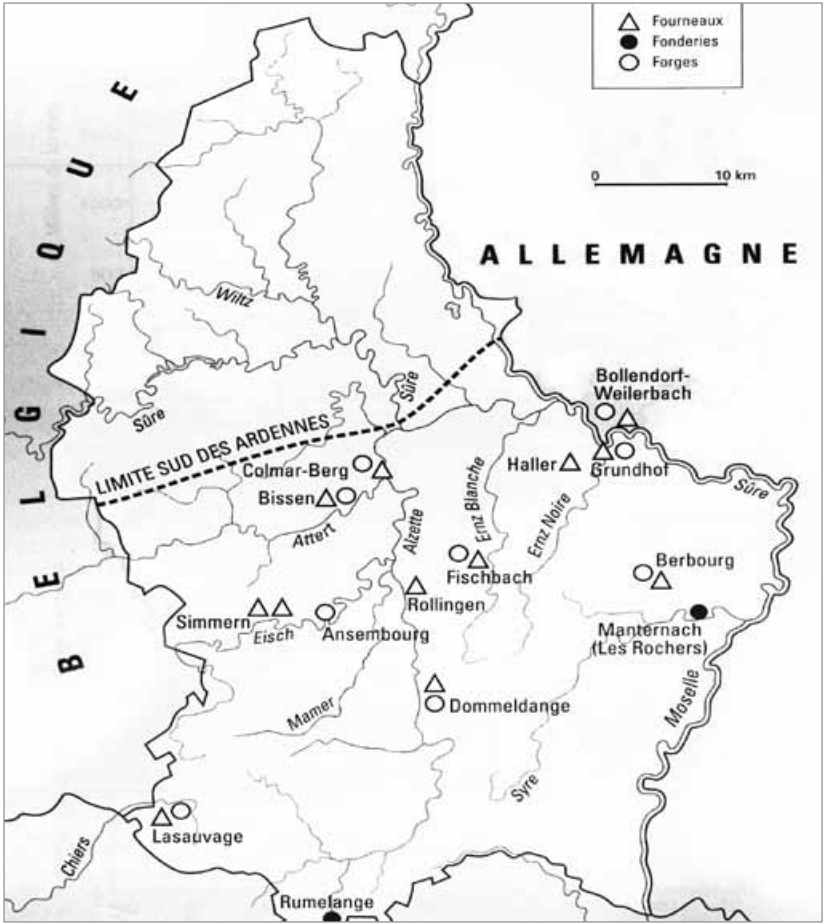 Fourneaux
Fonderies
Forges
0 10 km
BELGIQUE
ALLEMAGNE
Wiltz
Sûre
Sûre
LIMITE SUD DES ARDENNES
Bollendorf-
Weilerbach
Haller
Grundhof
Sûre
Colmar-Berg
Bissen
Attert
Alzette
Ernz Blanche
Ernz Noire
Fischbach
Berbourg
Rollingen
Simmern
Eisch
Ansembourg
Manternach
(Les Rochers)
Mamer
Dommeldange
Moselle
Syre
Lasauvage
Chiers
Rumelange